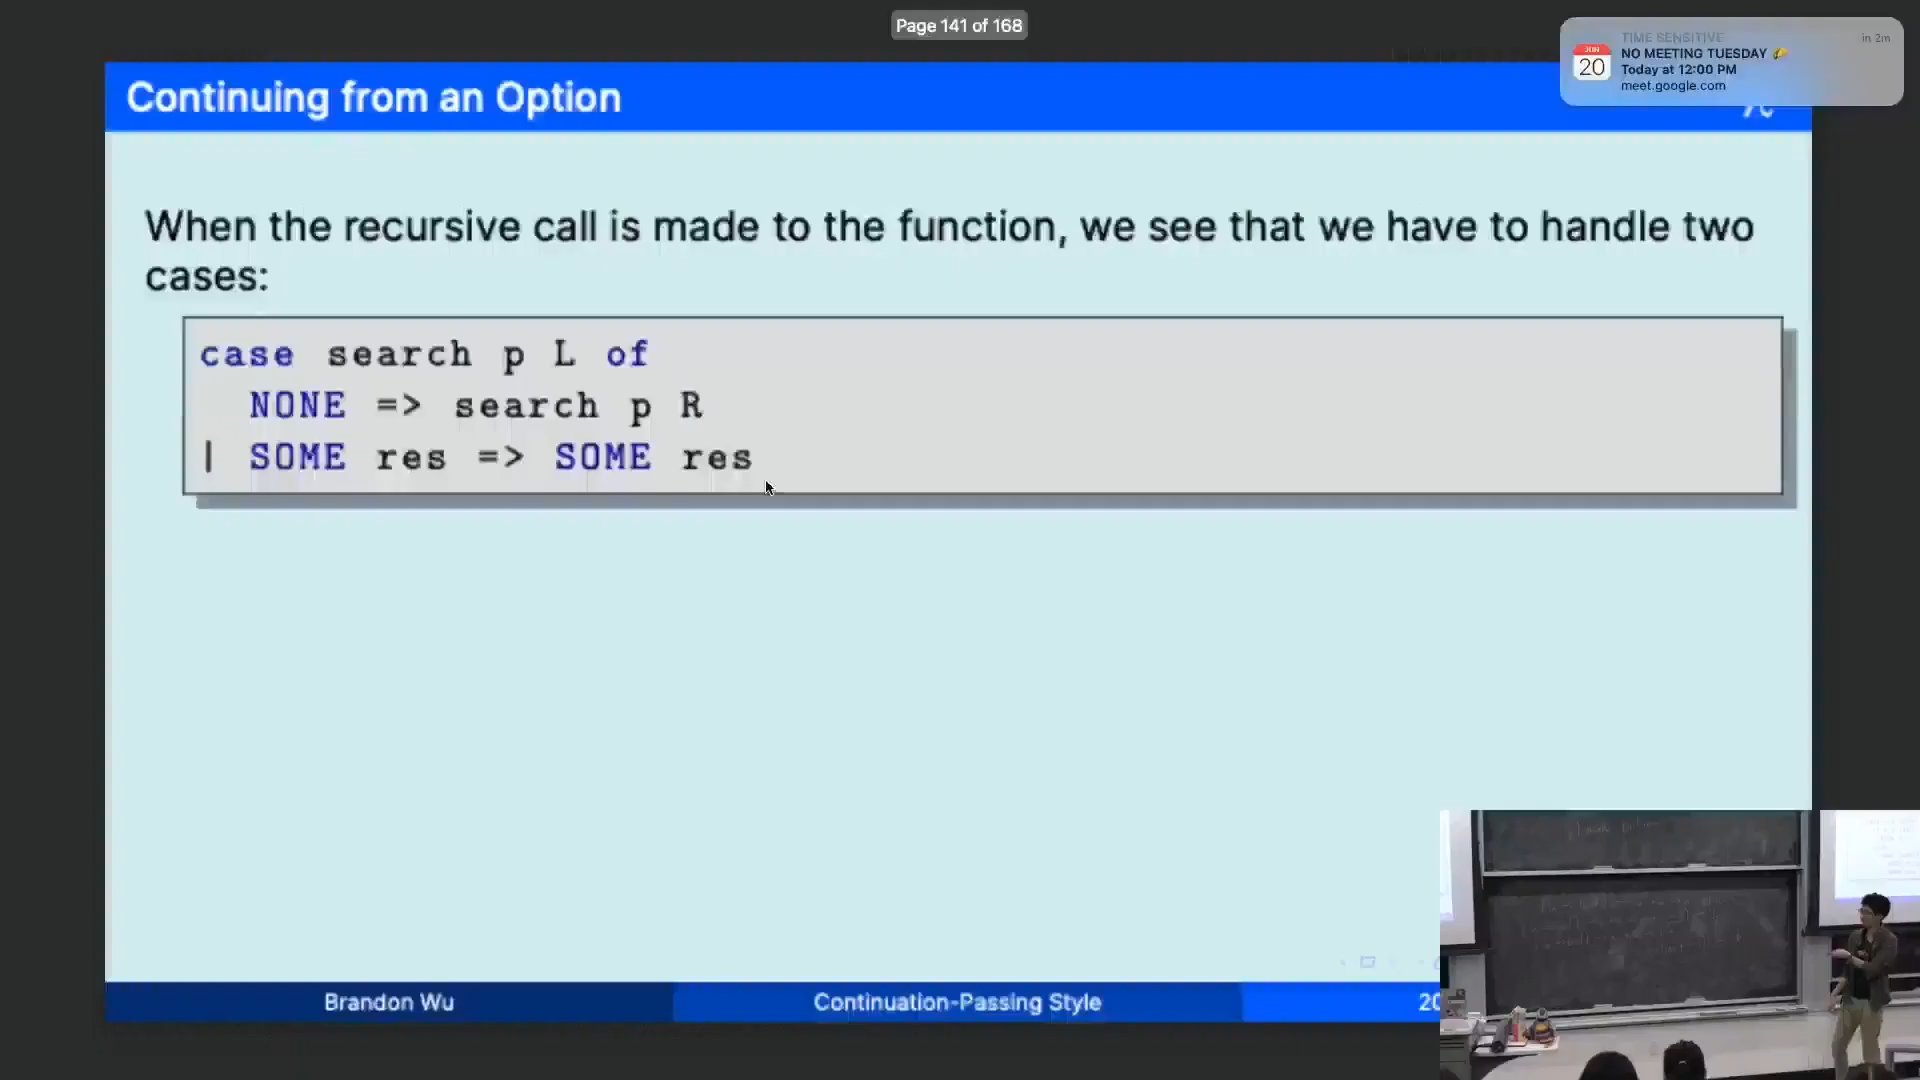 Page 141 of 168
TIME SENSITIVE
in 2m
JUN
20
NO MEETING TUESDAY 🌮
Today at 12:00 PM
meet.google.com
Continuing from an Option
When the recursive call is made to the function, we see that we have to handle two
cases:
case search p L of
NONE => search p R
| SOME res => SOME res
Brandon Wu
Continuation-Passing Style